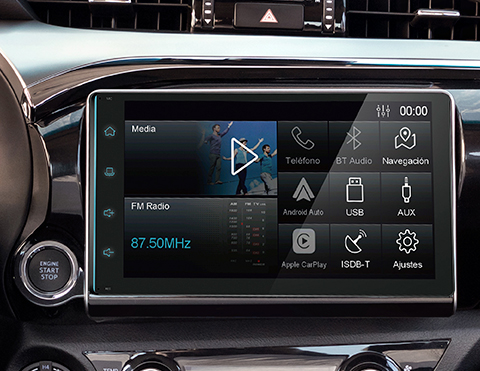 00:00
Media
Teléfono
BT Audio
Navegación
Android Auto
USB
AUX
FM Radio
87.50MHz
Apple CarPlay
ISDB-T
Ajustes
ENGINE
START
STOP
TEMP